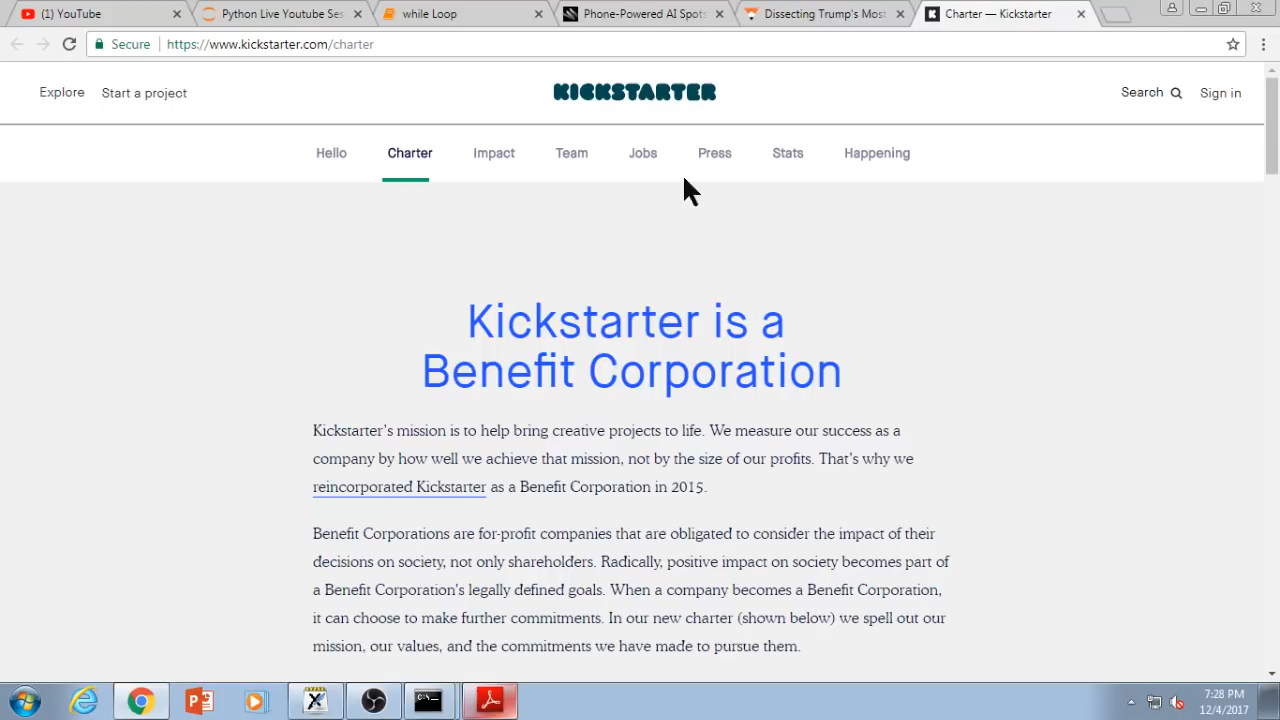 (1) YouTube
Python Live Youtube Ses
while Loop
Phone-Powered AI Spots
Dissecting Trump's Most
Charter — Kickstarter
Secure
https://www.kickstarter.com/charter
Explore
Start a project
KICKSTARTER
Search
Sign in
Hello
Charter
Impact
Team
Jobs
Press
Stats
Happening
Kickstarter is a
Benefit Corporation
Kickstarter's mission is to help bring creative projects to life. We measure our success as a
company by how well we achieve that mission, not by the size of our profits. That's why we
reincorporated Kickstarter as a Benefit Corporation in 2015.
Benefit Corporations are for-profit companies that are obligated to consider the impact of their
decisions on society, not only shareholders. Radically, positive impact on society becomes part of
a Benefit Corporation's legally defined goals. When a company becomes a Benefit Corporation,
it can choose to make further commitments. In our new charter (shown below) we spell out our
mission, our values, and the commitments we have made to pursue them.
7:28 PM
12/4/2017